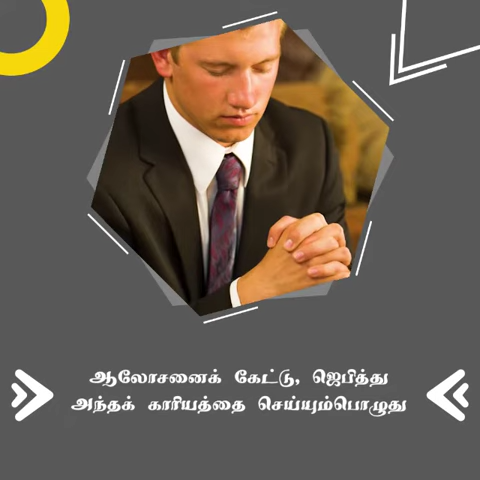 ஆலோசனைக் கேட்டு, ஜெபித்து
அந்தக் காரியத்தை செய்யும்பொழுது